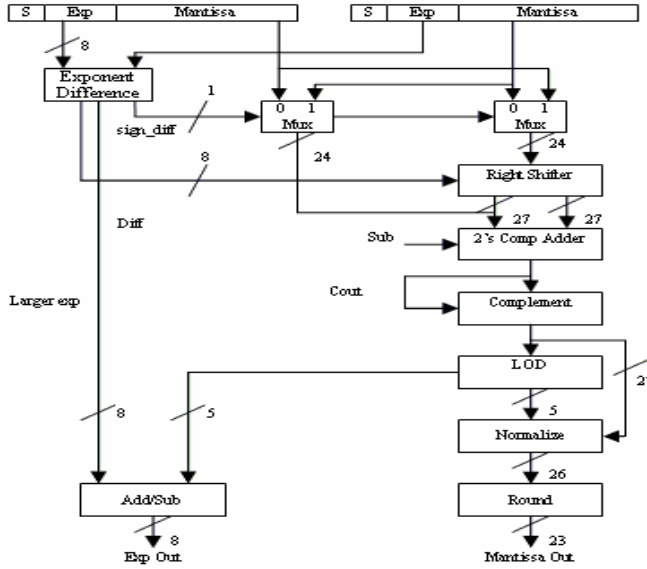 S Exp Mantissa S Exp Mantissa
8
Exponent
Difference
1
sign_diff
0 1
Mux
0 1
Mux
24
24
8
Right Shifter
Diff
27
27
Sub
2's Comp Adder
Cout
Larger exp
Complement
LOD
8
5
5
Normalize
26
Add/Sub
Round
8
23
Exp Out
Mantissa Out